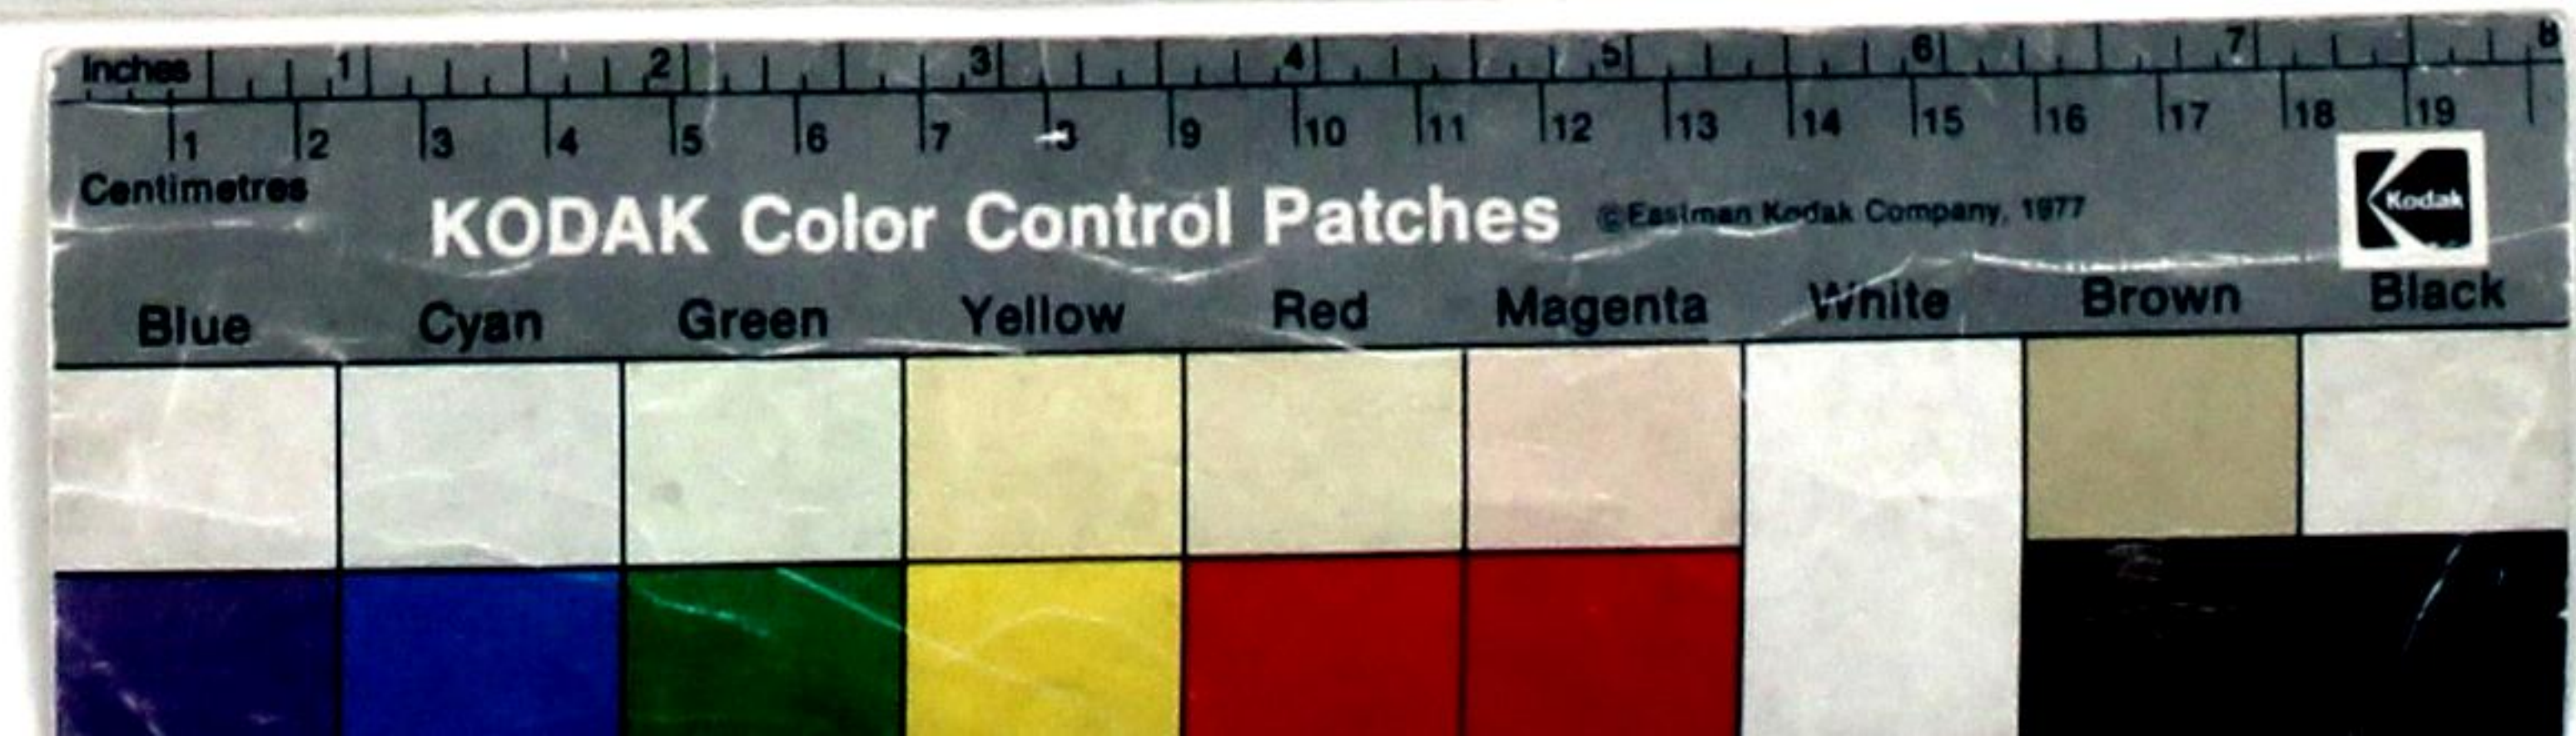 Inches 1 2 3 4 5 6 7 8
1 2 3 4 5 6 7 8 9 10 11 12 13 14 15 16 17 18 19
Centimetres
KODAK Color Control Patches ©Eastman Kodak Company, 1977
Kodak
Blue Cyan Green Yellow Red Magenta White Brown Black